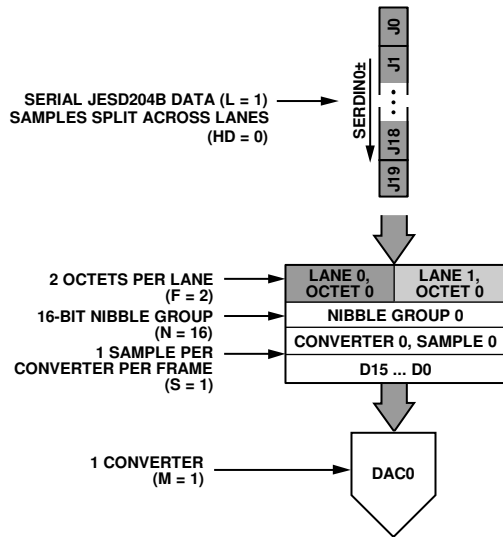 J0
J1
SERDIN0±
J18
J19
SERIAL JESD204B DATA (L = 1)
SAMPLES SPLIT ACROSS LANES
(HD = 0)
2 OCTETS PER LANE
(F = 2)
LANE 0,
OCTET 0
LANE 1,
OCTET 0
16-BIT NIBBLE GROUP
(N = 16)
NIBBLE GROUP 0
1 SAMPLE PER
CONVERTER PER FRAME
(S = 1)
CONVERTER 0, SAMPLE 0
D15 ... D0
1 CONVERTER
(M = 1)
DAC0